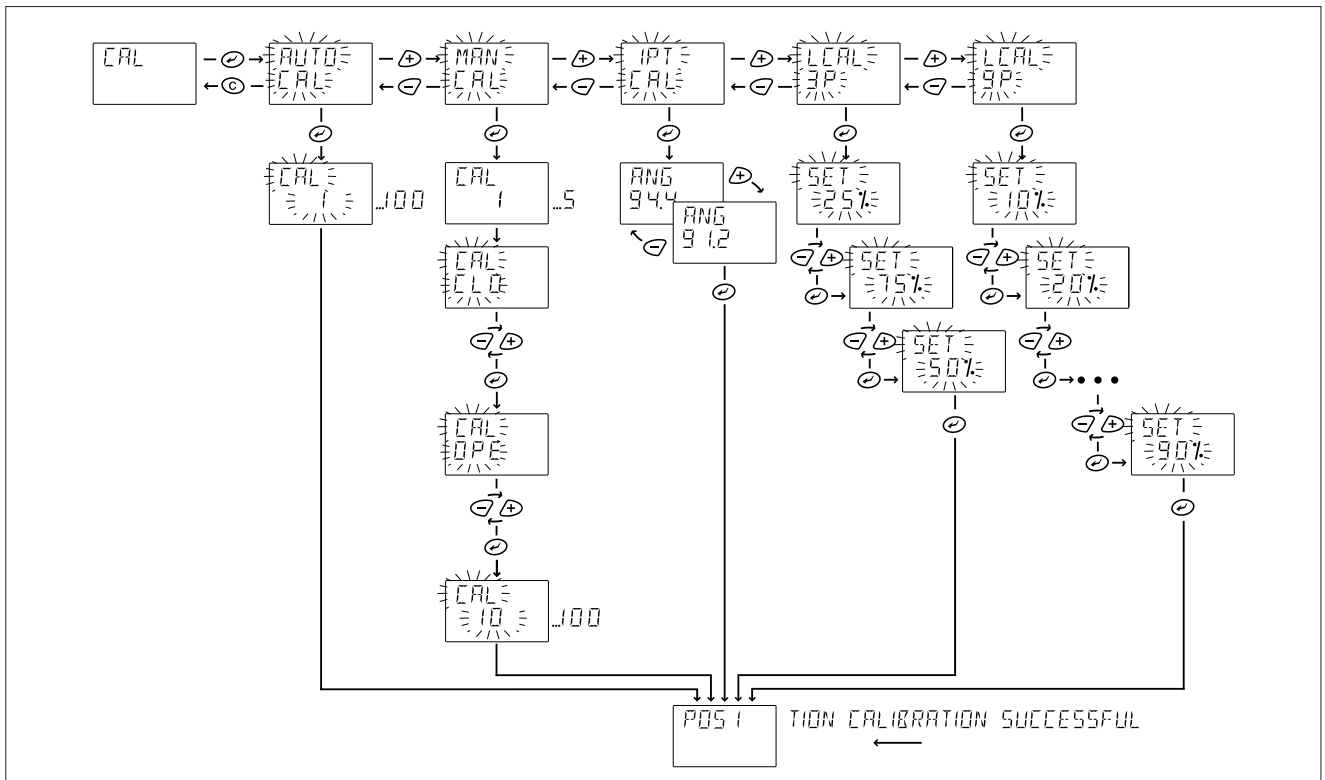 CAL
AUTO
CAL
MAN
CAL
1PT
CAL
LCAL
3P
LCAL
9P
C
CAL
1
...100
CAL
1
...5
ANG
94.4
ANG
91.2
SET
25%
SET
10%
CAL
CLO
SET
75%
SET
20%
SET
50%
CAL
OPE
SET
90%
CAL
10
...100
POSI TION CALIBRATION SUCCESSFUL